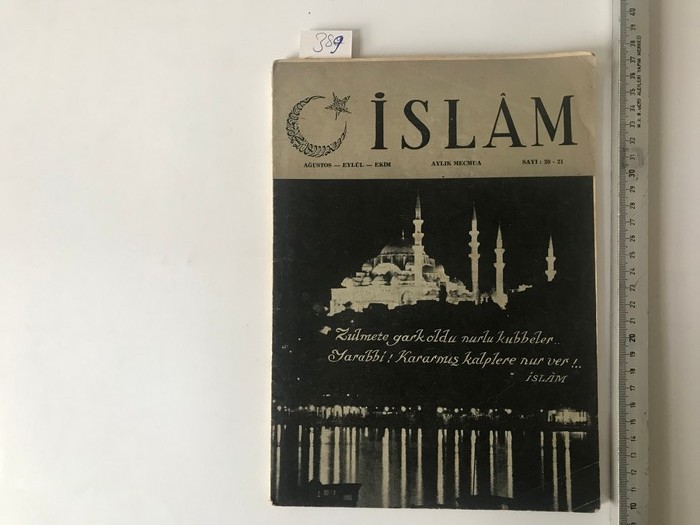 389
İSLÂM
AĞUSTOS — EYLÜL — EKİM AYLIK MECMUA SAYI : 20 - 21
Zulmete gark oldu nurlu kubbeler..
Yarabbi ! Kararmış kalplere nur ver !..
İSLÂM